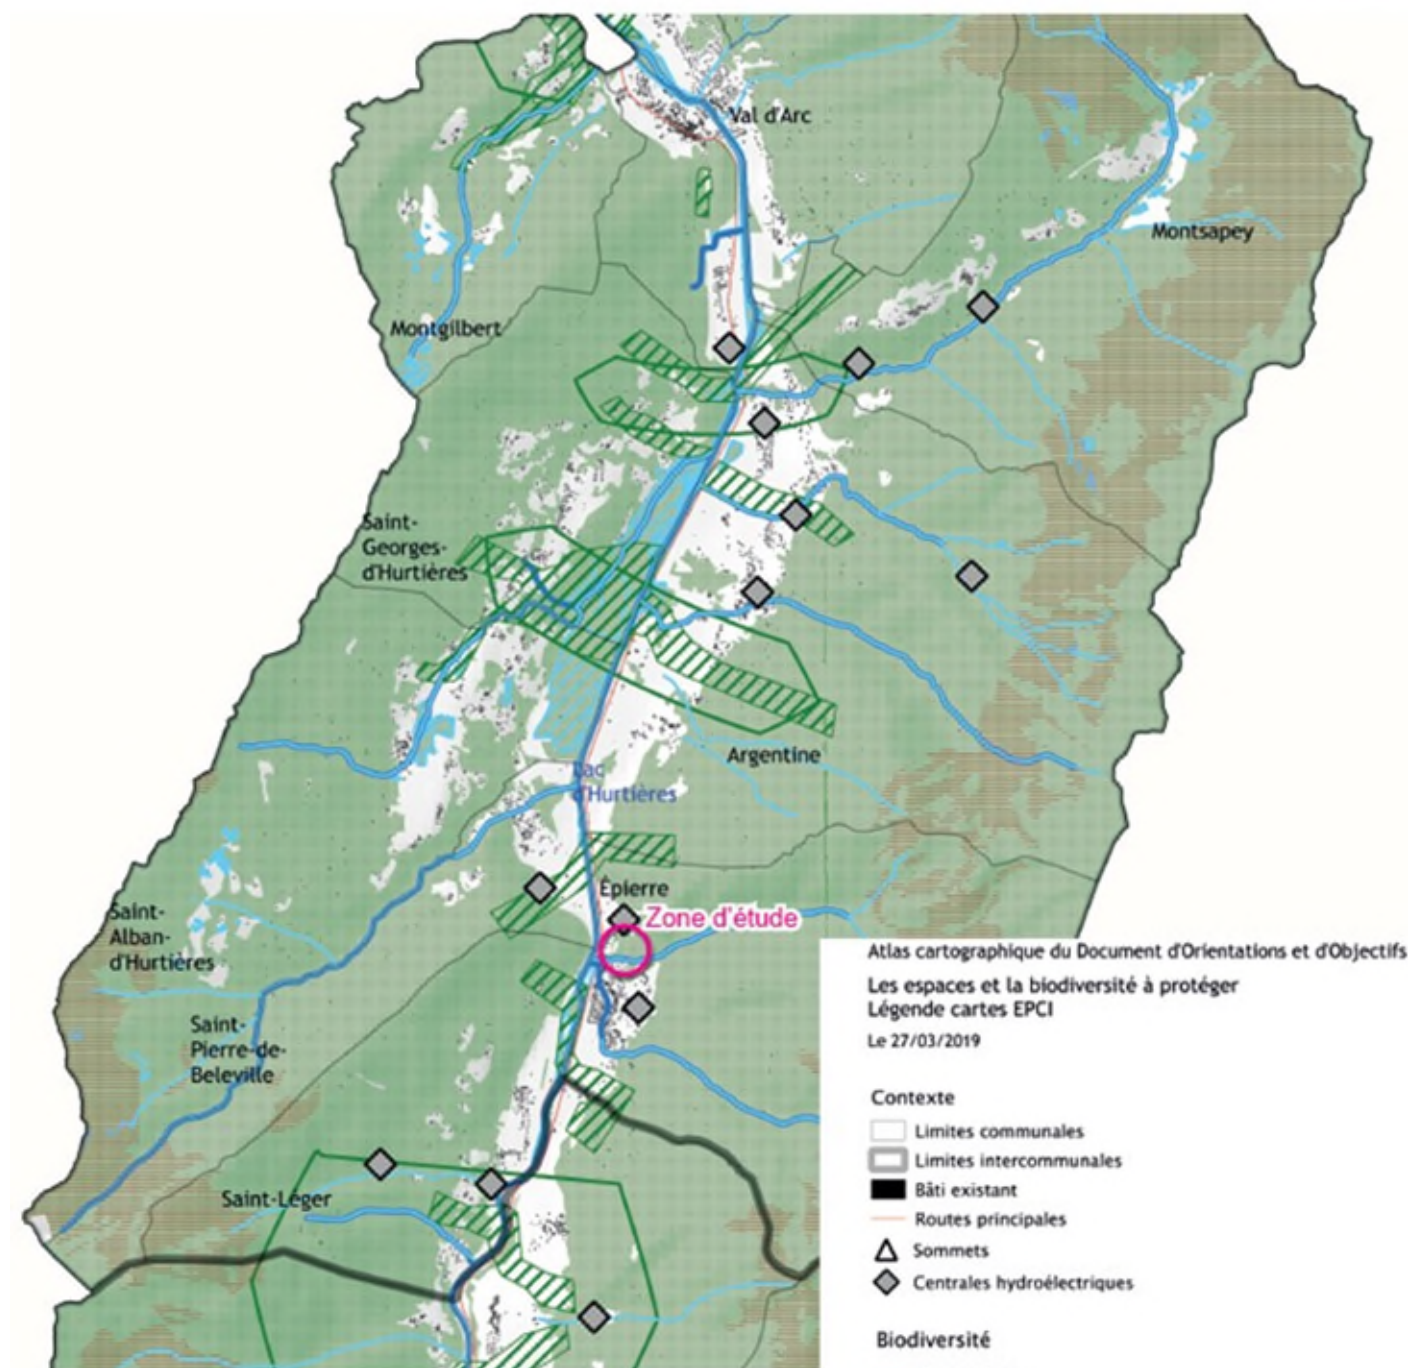 Val d'Arc
Montsapey
Montgilbert
Saint-
Georges-
d'Hurtières
Argentine
Lac
d'Hurtières
Épierre
Zone d'étude
Saint-
Alban-
d'Hurtières
Saint-
Pierre-de-
Beleville
Saint-Léger
Atlas cartographique du Document d'Orientations et d'Objectifs
Les espaces et la biodiversité à protéger
Légende cartes EPCI
Le 27/03/2019
Contexte
Limites communales
Limites intercommunales
Bâti existant
Routes principales
Sommets
Centrales hydroélectriques
Biodiversité